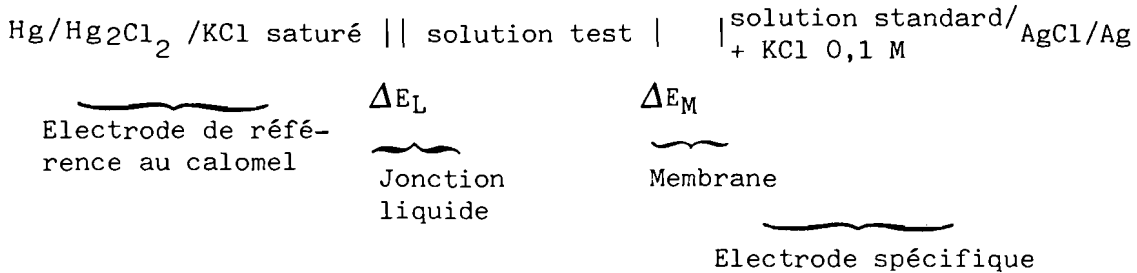 Hg/Hg2Cl2 /KCl saturé || solution test | | solution standard/ AgCl/Ag
+ KCl 0,1 M
ΔEL ΔEM
Electrode de réfé-
rence au calomel
Jonction
liquide
Membrane
Electrode spécifique